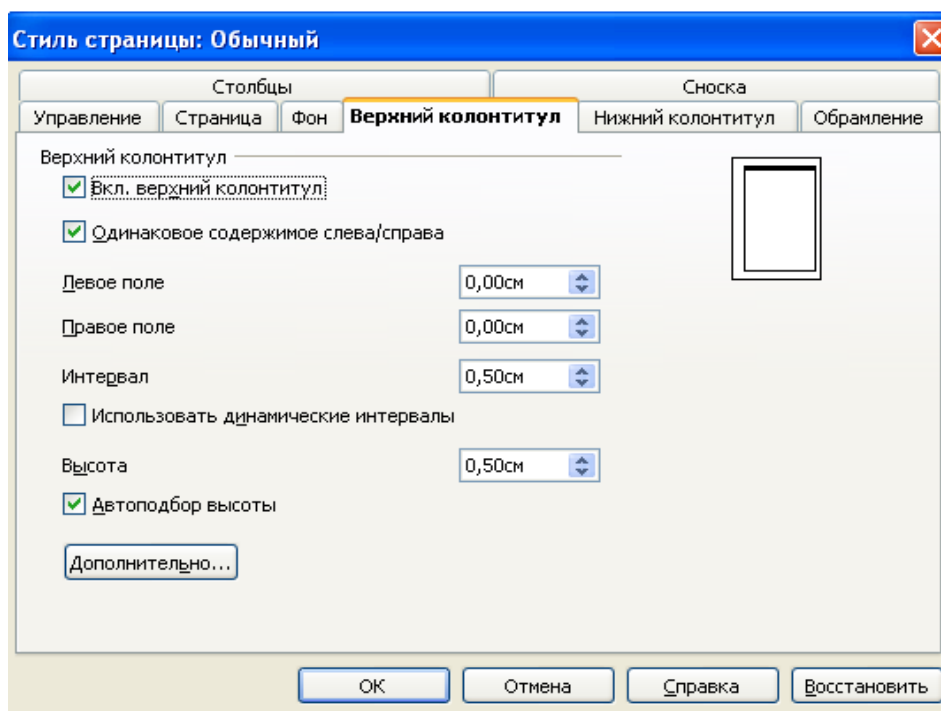 Стиль страницы: Обычный
Столбцы Сноска
Управление Страница Фон Верхний колонтитул Нижний колонтитул Обрамление
Верхний колонтитул
Вкл. верхний колонтитул
Одинаковое содержимое слева/справа
Левое поле 0,00см
Правое поле 0,00см
Интервал 0,50см
Использовать динамические интервалы
Высота 0,50см
Автоподбор высоты
Дополнительно...
ОК Отмена Справка Восстановить